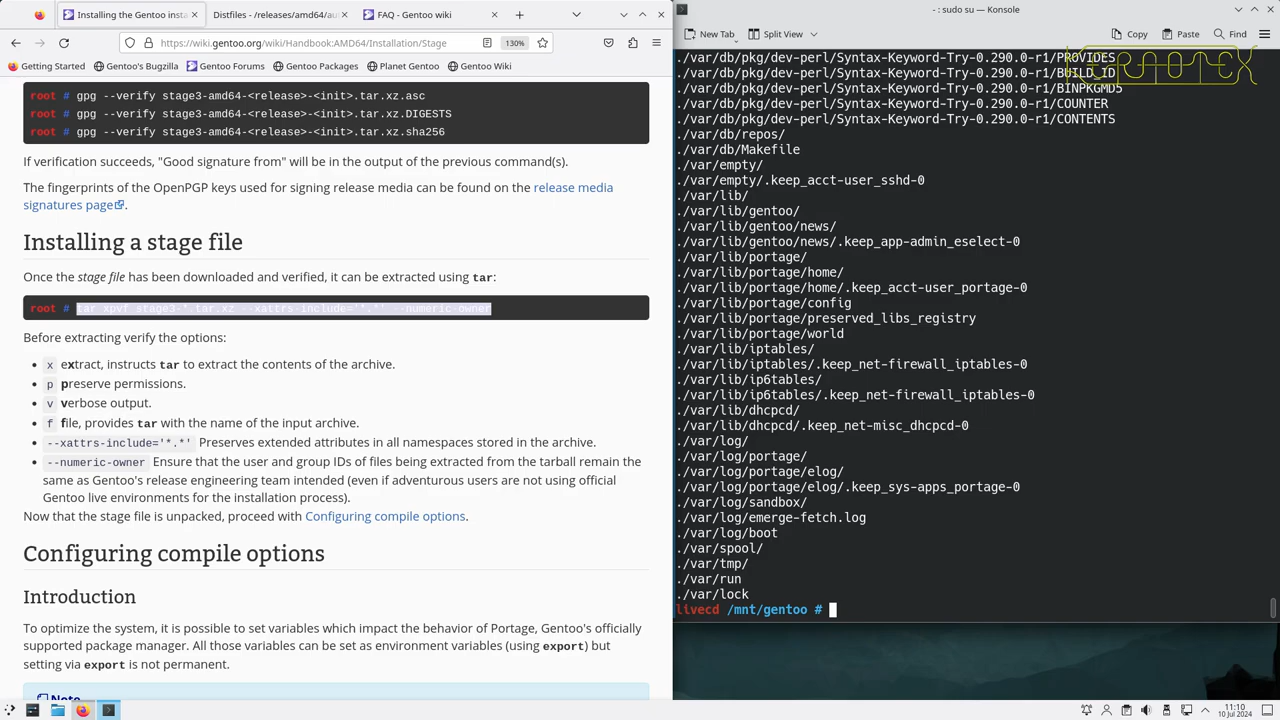 Installing the Gentoo inst
Distfiles - /releases/amd64/au
FAQ - Gentoo wiki
- : sudo su — Konsole
https://wiki.gentoo.org/wiki/Handbook:AMD64/Installation/Stage
130%
New Tab
Split View
Copy
Paste
Find
Getting Started
Gentoo's Bugzilla
Gentoo Forums
Gentoo Packages
Planet Gentoo
Gentoo Wiki
root # gpg --verify stage3-amd64-<release>-<init>.tar.xz.asc
root # gpg --verify stage3-amd64-<release>-<init>.tar.xz.DIGESTS
root # gpg --verify stage3-amd64-<release>-<init>.tar.xz.sha256
If verification succeeds, "Good signature from" will be in the output of the previous command(s).
The fingerprints of the OpenPGP keys used for signing release media can be found on the release media
signatures page.
Installing a stage file
Once the stage file has been downloaded and verified, it can be extracted using tar:
root # tar xpvf stage3-*.tar.xz --xattrs-include='*.*' --numeric-owner
Before extracting verify the options:
• x extract, instructs tar to extract the contents of the archive.
• p preserve permissions.
• v verbose output.
• f file, provides tar with the name of the input archive.
• --xattrs-include='*.*' Preserves extended attributes in all namespaces stored in the archive.
• --numeric-owner Ensure that the user and group IDs of files being extracted from the tarball remain the
same as Gentoo's release engineering team intended (even if adventurous users are not using official
Gentoo live environments for the installation process).
Now that the stage file is unpacked, proceed with Configuring compile options.
Configuring compile options
Introduction
To optimize the system, it is possible to set variables which impact the behavior of Portage, Gentoo's officially
supported package manager. All those variables can be set as environment variables (using export) but
setting via export is not permanent.
Note
./var/db/pkg/dev-perl/Syntax-Keyword-Try-0.290.0-r1/PROVIDES
./var/db/pkg/dev-perl/Syntax-Keyword-Try-0.290.0-r1/BUILD_ID
./var/db/pkg/dev-perl/Syntax-Keyword-Try-0.290.0-r1/BINPKGMD5
./var/db/pkg/dev-perl/Syntax-Keyword-Try-0.290.0-r1/COUNTER
./var/db/pkg/dev-perl/Syntax-Keyword-Try-0.290.0-r1/CONTENTS
./var/db/repos/
./var/db/Makefile
./var/empty/
./var/empty/.keep_acct-user_sshd-0
./var/lib/
./var/lib/gentoo/
./var/lib/gentoo/news/
./var/lib/gentoo/news/.keep_app-admin_eselect-0
./var/lib/portage/
./var/lib/portage/home/
./var/lib/portage/home/.keep_acct-user_portage-0
./var/lib/portage/config
./var/lib/portage/preserved_libs_registry
./var/lib/portage/world
./var/lib/iptables/
./var/lib/iptables/.keep_net-firewall_iptables-0
./var/lib/ip6tables/
./var/lib/ip6tables/.keep_net-firewall_iptables-0
./var/lib/dhcpcd/
./var/lib/dhcpcd/.keep_net-misc_dhcpcd-0
./var/log/
./var/log/portage/
./var/log/portage/elog/
./var/log/portage/elog/.keep_sys-apps_portage-0
./var/log/sandbox/
./var/log/emerge-fetch.log
./var/log/boot
./var/spool/
./var/tmp/
./var/run
./var/lock
livecd /mnt/gentoo #
11:10
10 Jul 2024